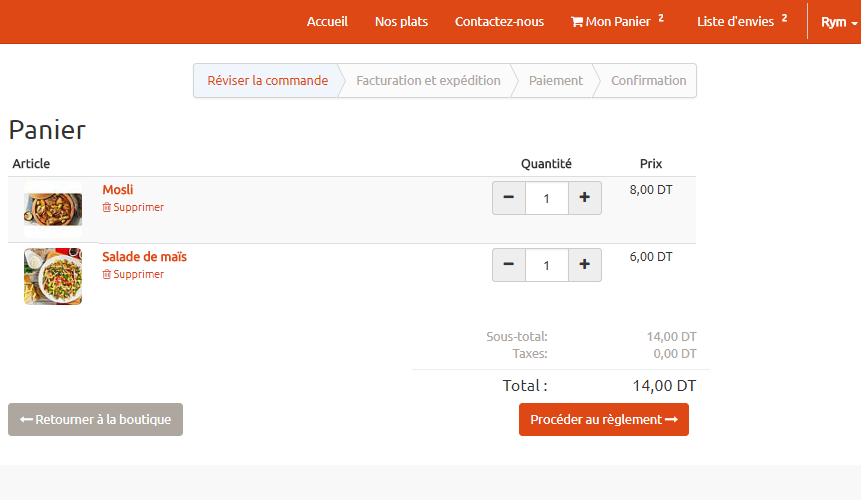 Accueil Nos plats Contactez-nous Mon Panier 2 Liste d'envies 2 Rym
Réviser la commande Facturation et expédition Paiement Confirmation
Panier
Article Quantité Prix
Mosli 1 8,00 DT
Supprimer
Salade de maïs 1 6,00 DT
Supprimer
Sous-total: 14,00 DT
Taxes: 0,00 DT
Total : 14,00 DT
Retourner à la boutique Procéder au règlement